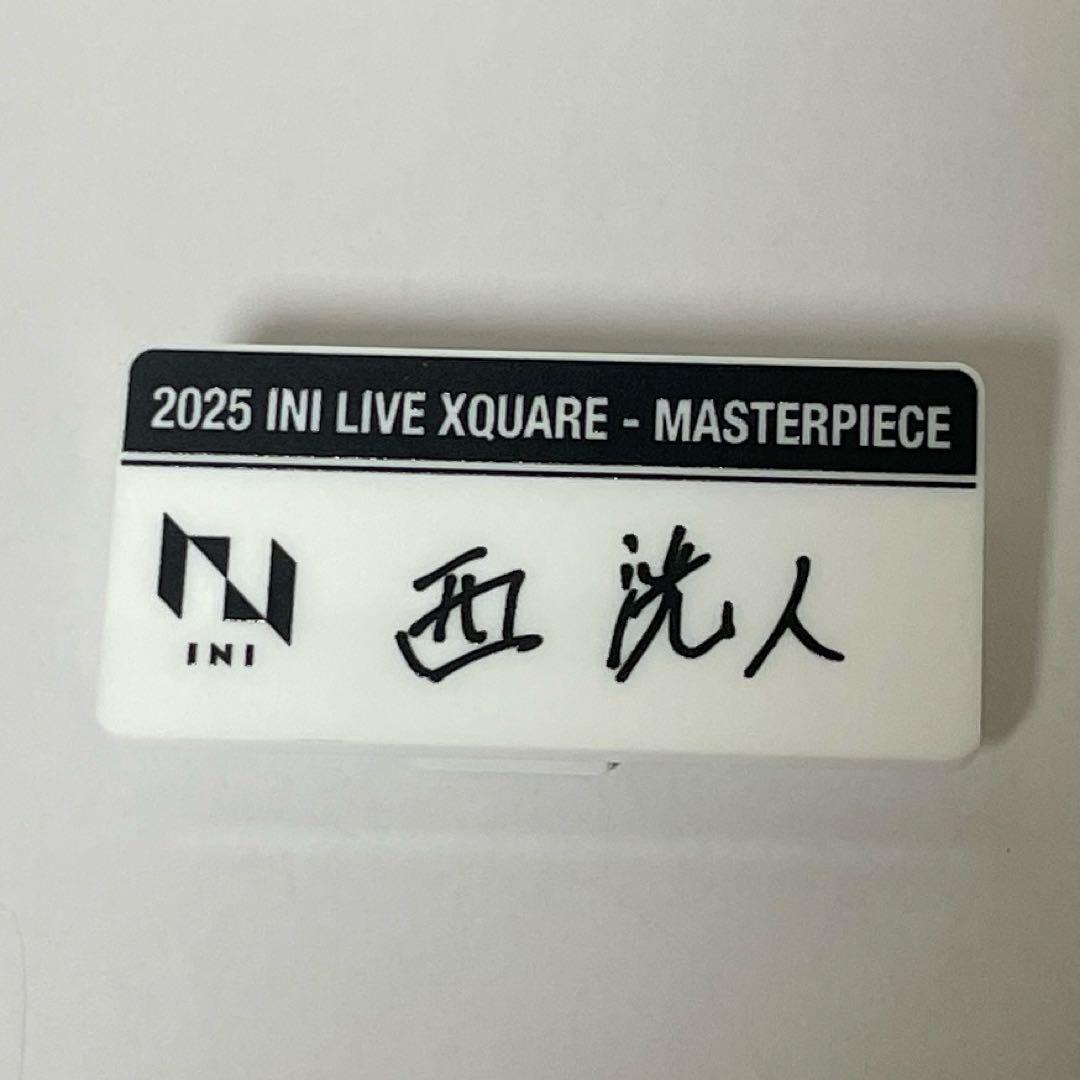 2025 INI LIVE XQUARE - MASTERPIECE
INI
西 洸人